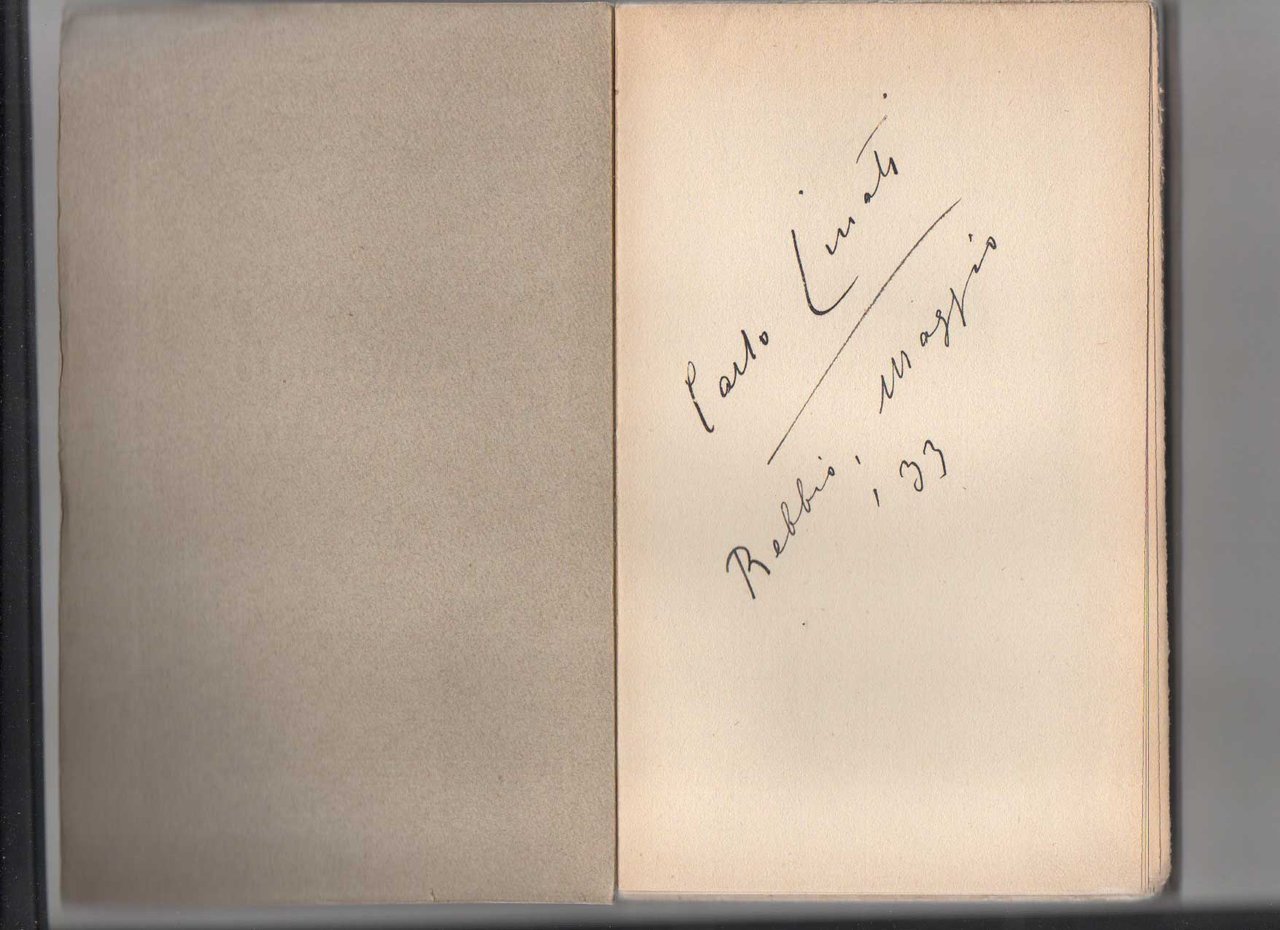 Carlo Linati
Rebbio, Maggio
'33